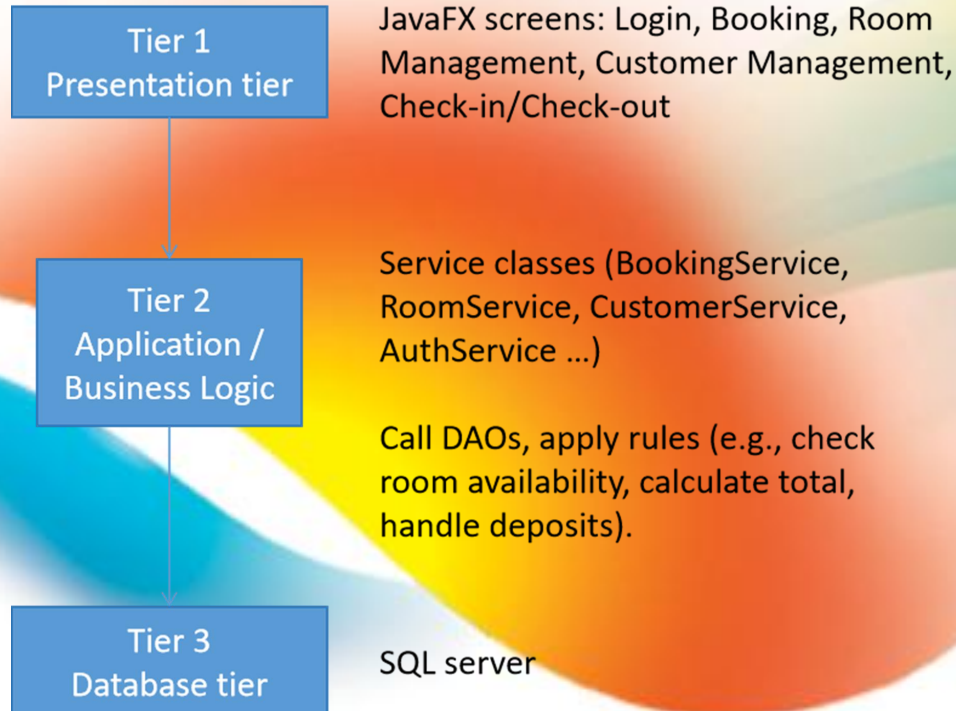 Tier 1
Presentation tier
JavaFX screens: Login, Booking, Room
Management, Customer Management,
Check-in/Check-out
Tier 2
Application /
Business Logic
Service classes (BookingService,
RoomService, CustomerService,
AuthService ...)
Call DAOs, apply rules (e.g., check
room availability, calculate total,
handle deposits).
Tier 3
Database tier
SQL server